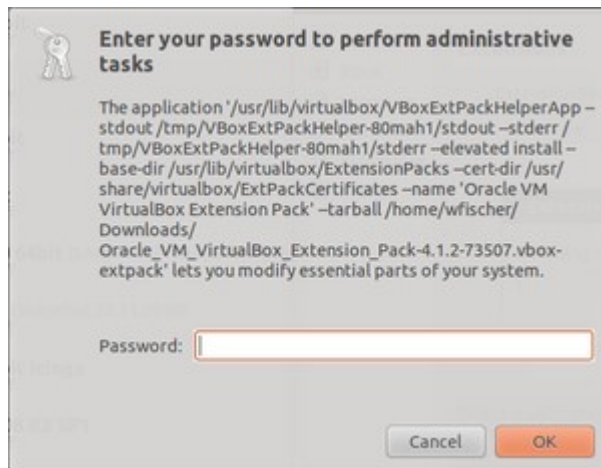 Enter your password to perform administrative
tasks
The application '/usr/lib/virtualbox/VBoxExtPackHelperApp –
stdout /tmp/VBoxExtPackHelper-80mah1/stdout –stderr /
tmp/VBoxExtPackHelper-80mah1/stderr –elevated install –
base-dir /usr/lib/virtualbox/ExtensionPacks –cert-dir /usr/
share/virtualbox/ExtPackCertificates –name 'Oracle VM
VirtualBox Extension Pack' –tarball /home/wfischer/
Downloads/
Oracle_VM_VirtualBox_Extension_Pack-4.1.2-73507.vbox-
extpack' lets you modify essential parts of your system.
Password:
Cancel OK